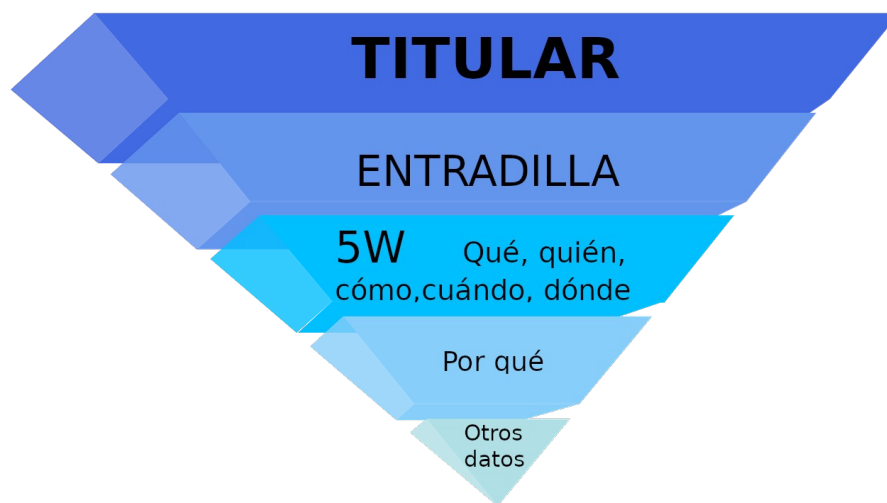 TITULAR
ENTRADILLA
5W Qué, quién,
cómo,cuándo, dónde
Por qué
Otros
datos